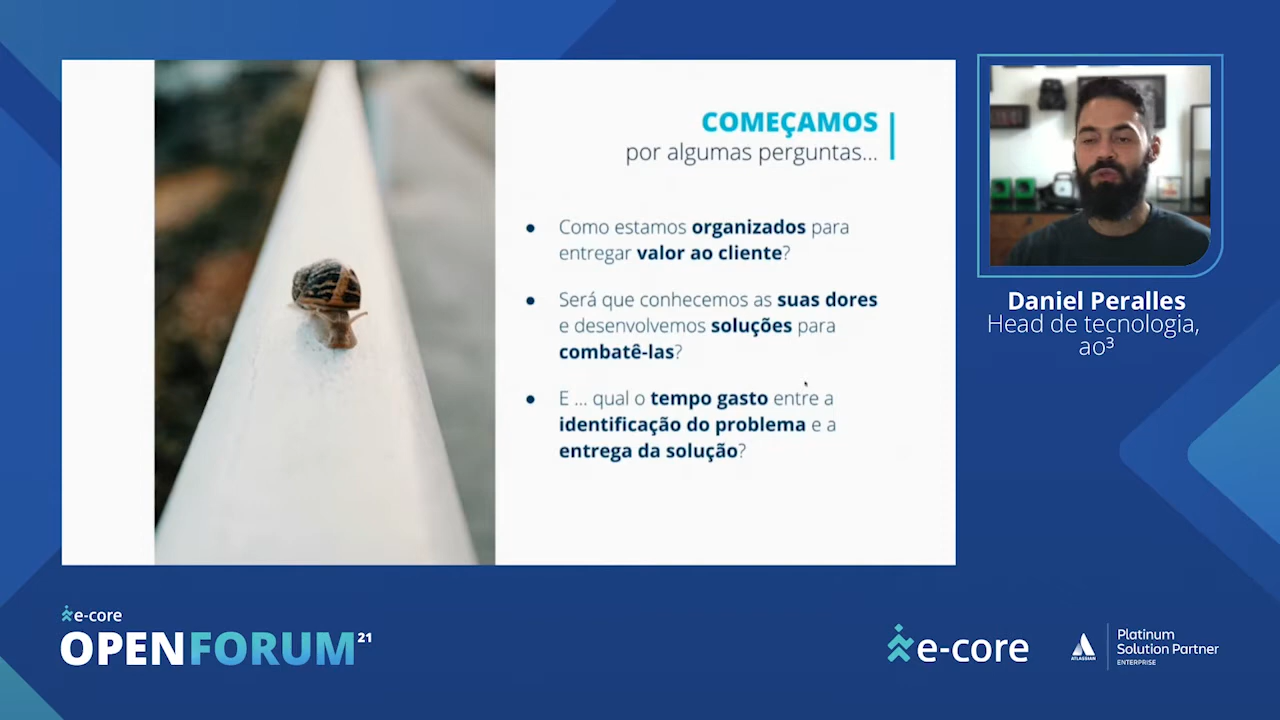 COMEÇAMOS
por algumas perguntas...
● Como estamos organizados para
entregar valor ao cliente?
● Será que conhecemos as suas dores
e desenvolvemos soluções para
combatê-las?
● E ... qual o tempo gasto entre a
identificação do problema e a
entrega da solução?
Daniel Peralles
Head de tecnologia,
ao³
e-core
OPENFORUM²¹
e-core
ATLASSIAN
Platinum
Solution Partner
ENTERPRISE